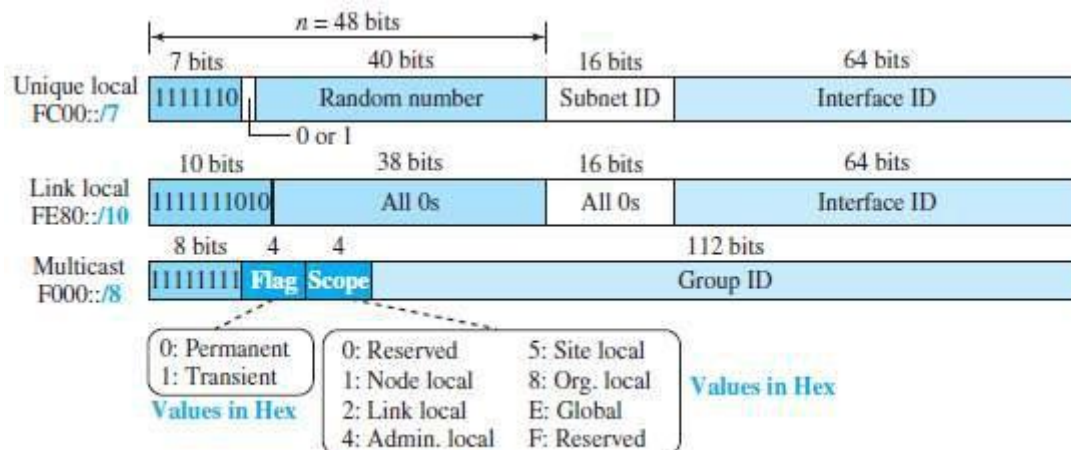 n = 48 bits
7 bits 40 bits 16 bits 64 bits
Unique local
FC00::/7
1111110 Random number Subnet ID Interface ID
0 or 1
10 bits 38 bits 16 bits 64 bits
Link local
FE80::/10
1111111010 All 0s All 0s Interface ID
8 bits 4 4 112 bits
Multicast
F000::/8
11111111 Flag Scope Group ID
0: Permanent
1: Transient
Values in Hex
0: Reserved 5: Site local
1: Node local 8: Org. local
2: Link local E: Global
4: Admin. local F: Reserved
Values in Hex